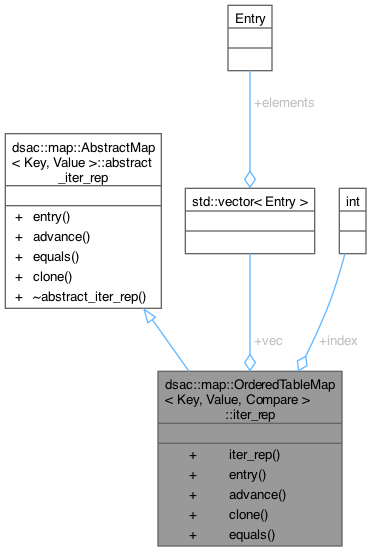 Entry
+elements
dsac::map::AbstractMap
< Key, Value >::abstract
_iter_rep
+ entry()
+ advance()
+ equals()
+ clone()
+ ~abstract_iter_rep()
std::vector< Entry >
int
+vec
+index
dsac::map::OrderedTableMap
< Key, Value, Compare >
::iter_rep
+ iter_rep()
+ entry()
+ advance()
+ clone()
+ equals()